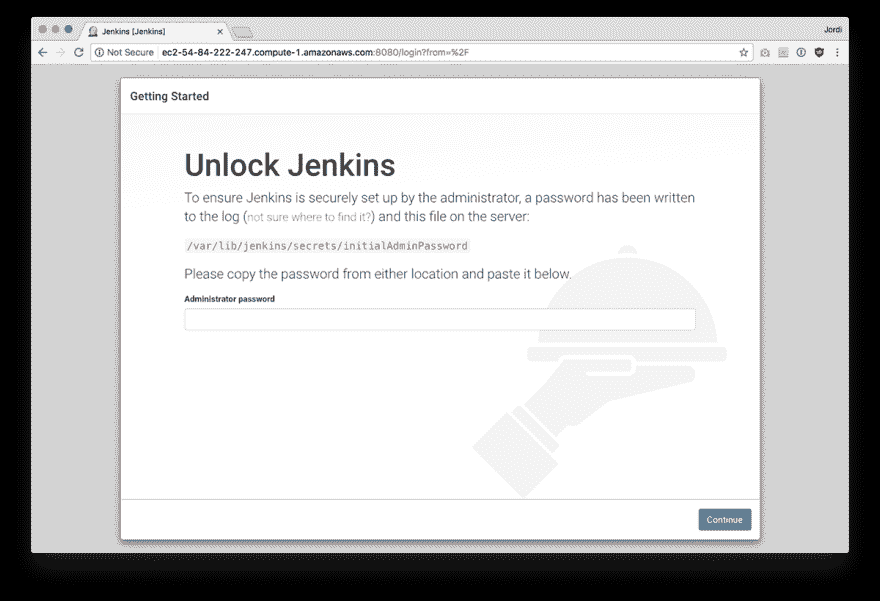 Jenkins [Jenkins]
Jordi
Not Secure ec2-54-84-222-247.compute-1.amazonaws.com:8080/login?from=%2F
Getting Started
Unlock Jenkins
To ensure Jenkins is securely set up by the administrator, a password has been written
to the log (not sure where to find it?) and this file on the server:
/var/lib/jenkins/secrets/initialAdminPassword
Please copy the password from either location and paste it below.
Administrator password
Continue